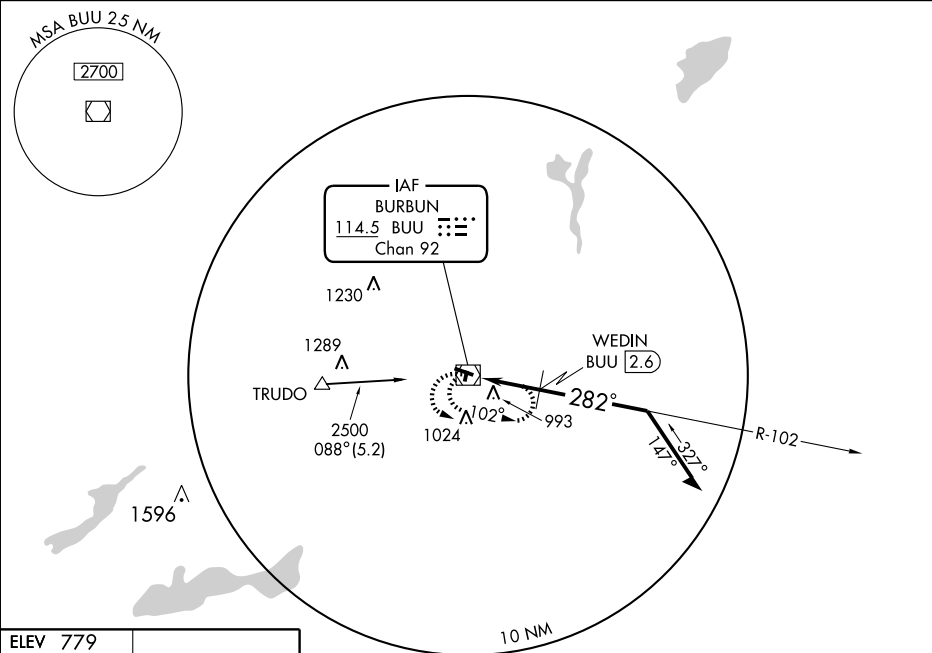 MSA BUU 25 NM
2700
IAF
BURBUN
114.5 BUU
Chan 92
1230
1289
TRUDO
2500
088° (5.2)
1024
102°
993
WEDIN
BUU 2.6
282°
R-102
327°
147°
1596
10 NM
ELEV 779